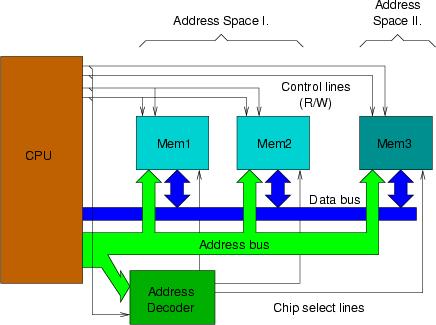 Address Space I.
Address
Space II.
Control lines
(R/W)
CPU
Mem1
Mem2
Mem3
Data bus
Address bus
Address
Decoder
Chip select lines